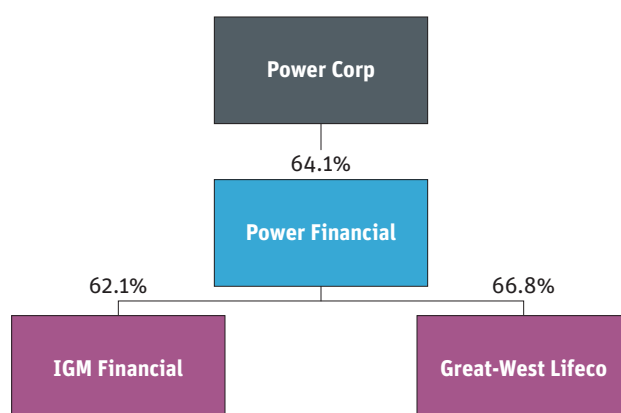 Power Corp
64.1%
Power Financial
62.1%
66.8%
IGM Financial
Great-West Lifeco